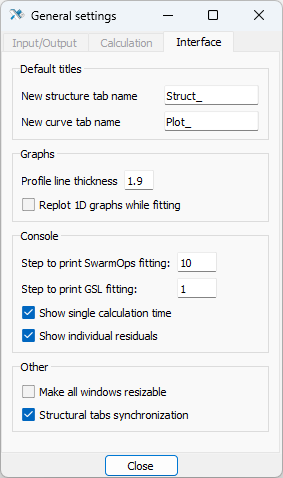 General settings
Input/Output Calculation Interface
Default titles
New structure tab name Struct_
New curve tab name Plot_
Graphs
Profile line thickness 1.9
Replot 1D graphs while fitting
Console
Step to print SwarmOps fitting: 10
Step to print GSL fitting: 1
Show single calculation time
Show individual residuals
Other
Make all windows resizable
Structural tabs synchronization
Close